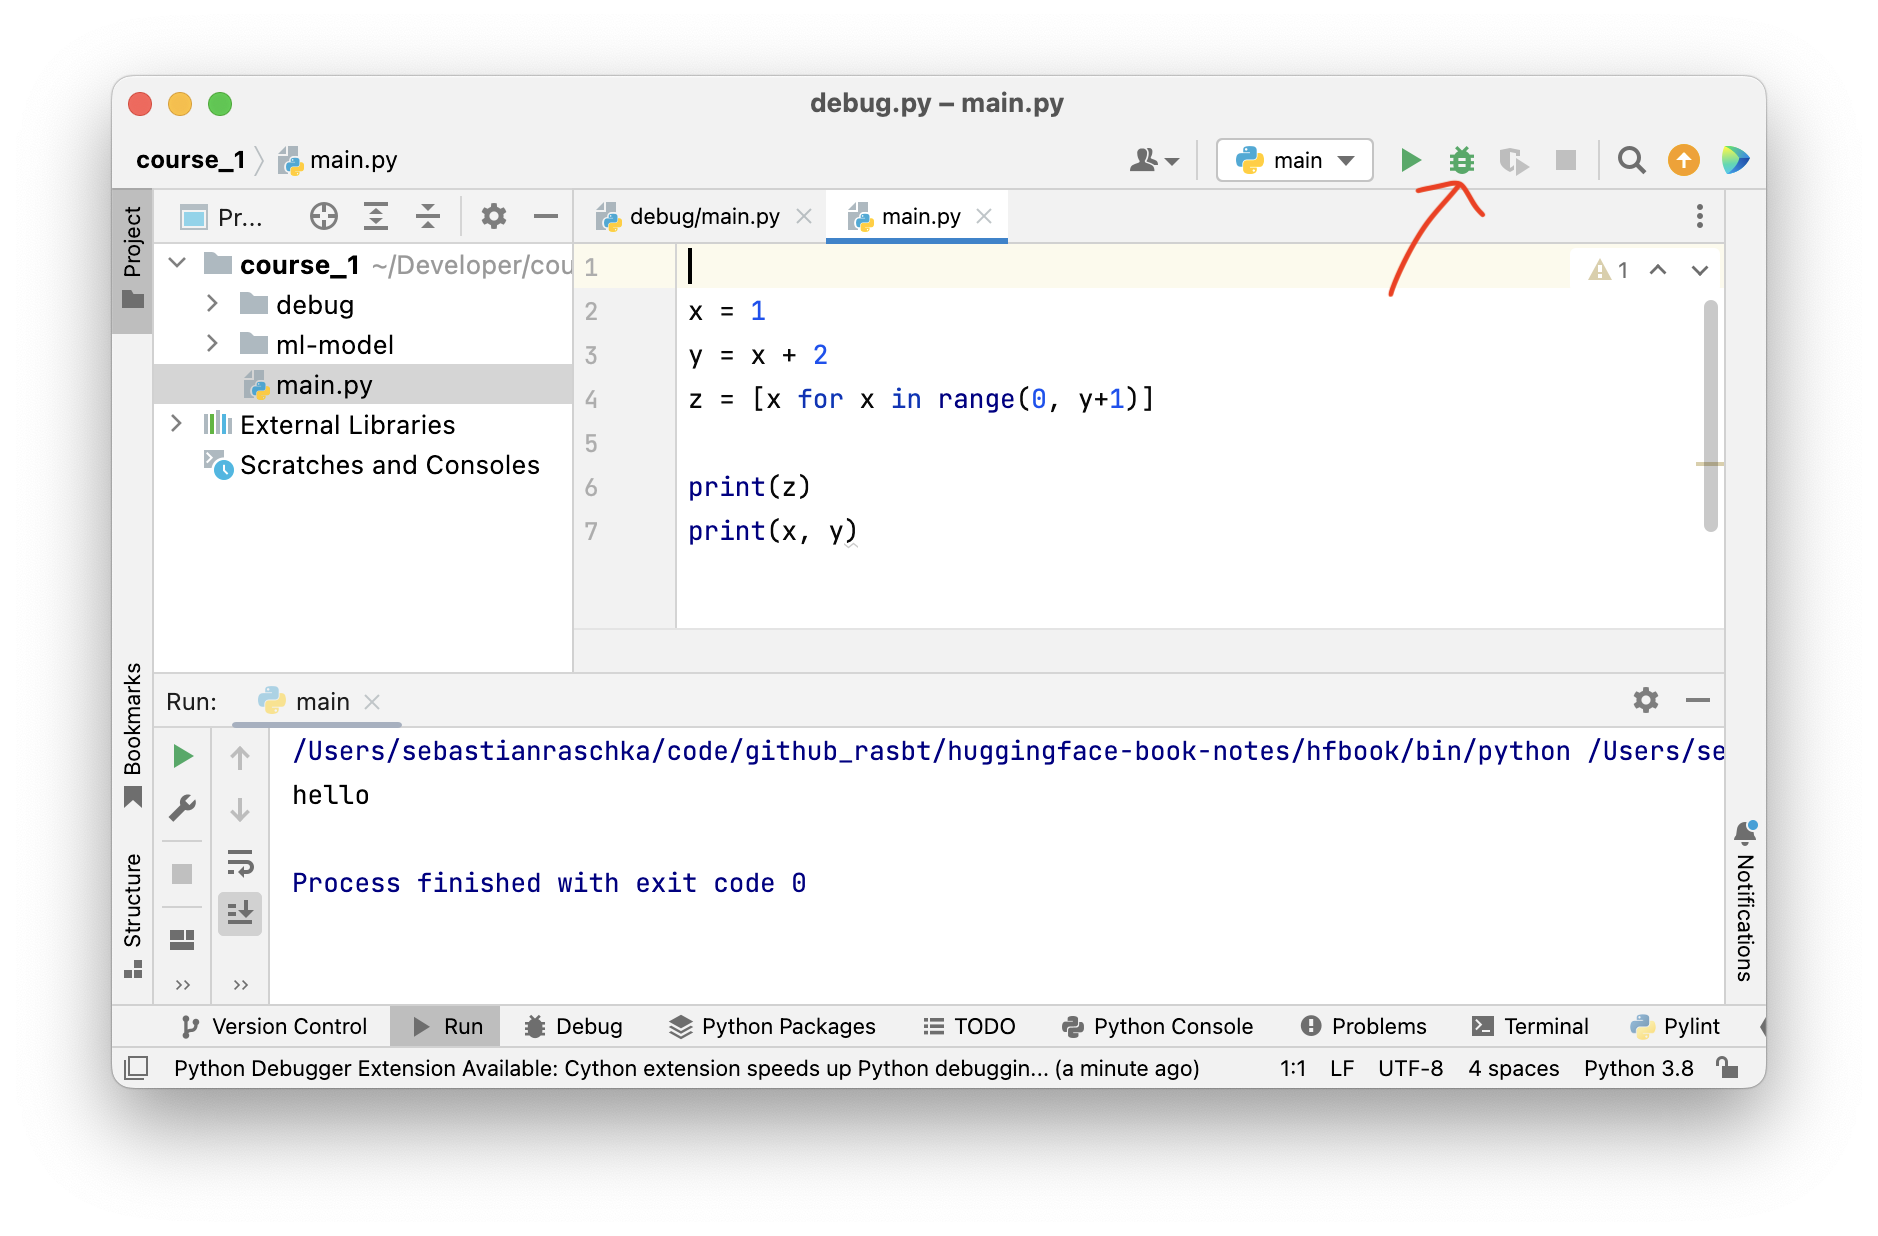 debug.py – main.py
course_1 main.py
main
Project
Pr...
debug/main.py
main.py
course_1 ~/Developer/cou
debug
ml-model
main.py
External Libraries
Scratches and Consoles
1
2 x = 1
3 y = x + 2
4 z = [x for x in range(0, y+1)]
5
6 print(z)
7 print(x, y)
1
Bookmarks
Structure
Run: main
/Users/sebastianraschka/code/github_rasbt/huggingface-book-notes/hfbook/bin/python /Users/se
hello
Process finished with exit code 0
Notifications
Version Control Run Debug Python Packages TODO Python Console Problems Terminal Pylint
Python Debugger Extension Available: Cython extension speeds up Python debuggin... (a minute ago) 1:1 LF UTF-8 4 spaces Python 3.8